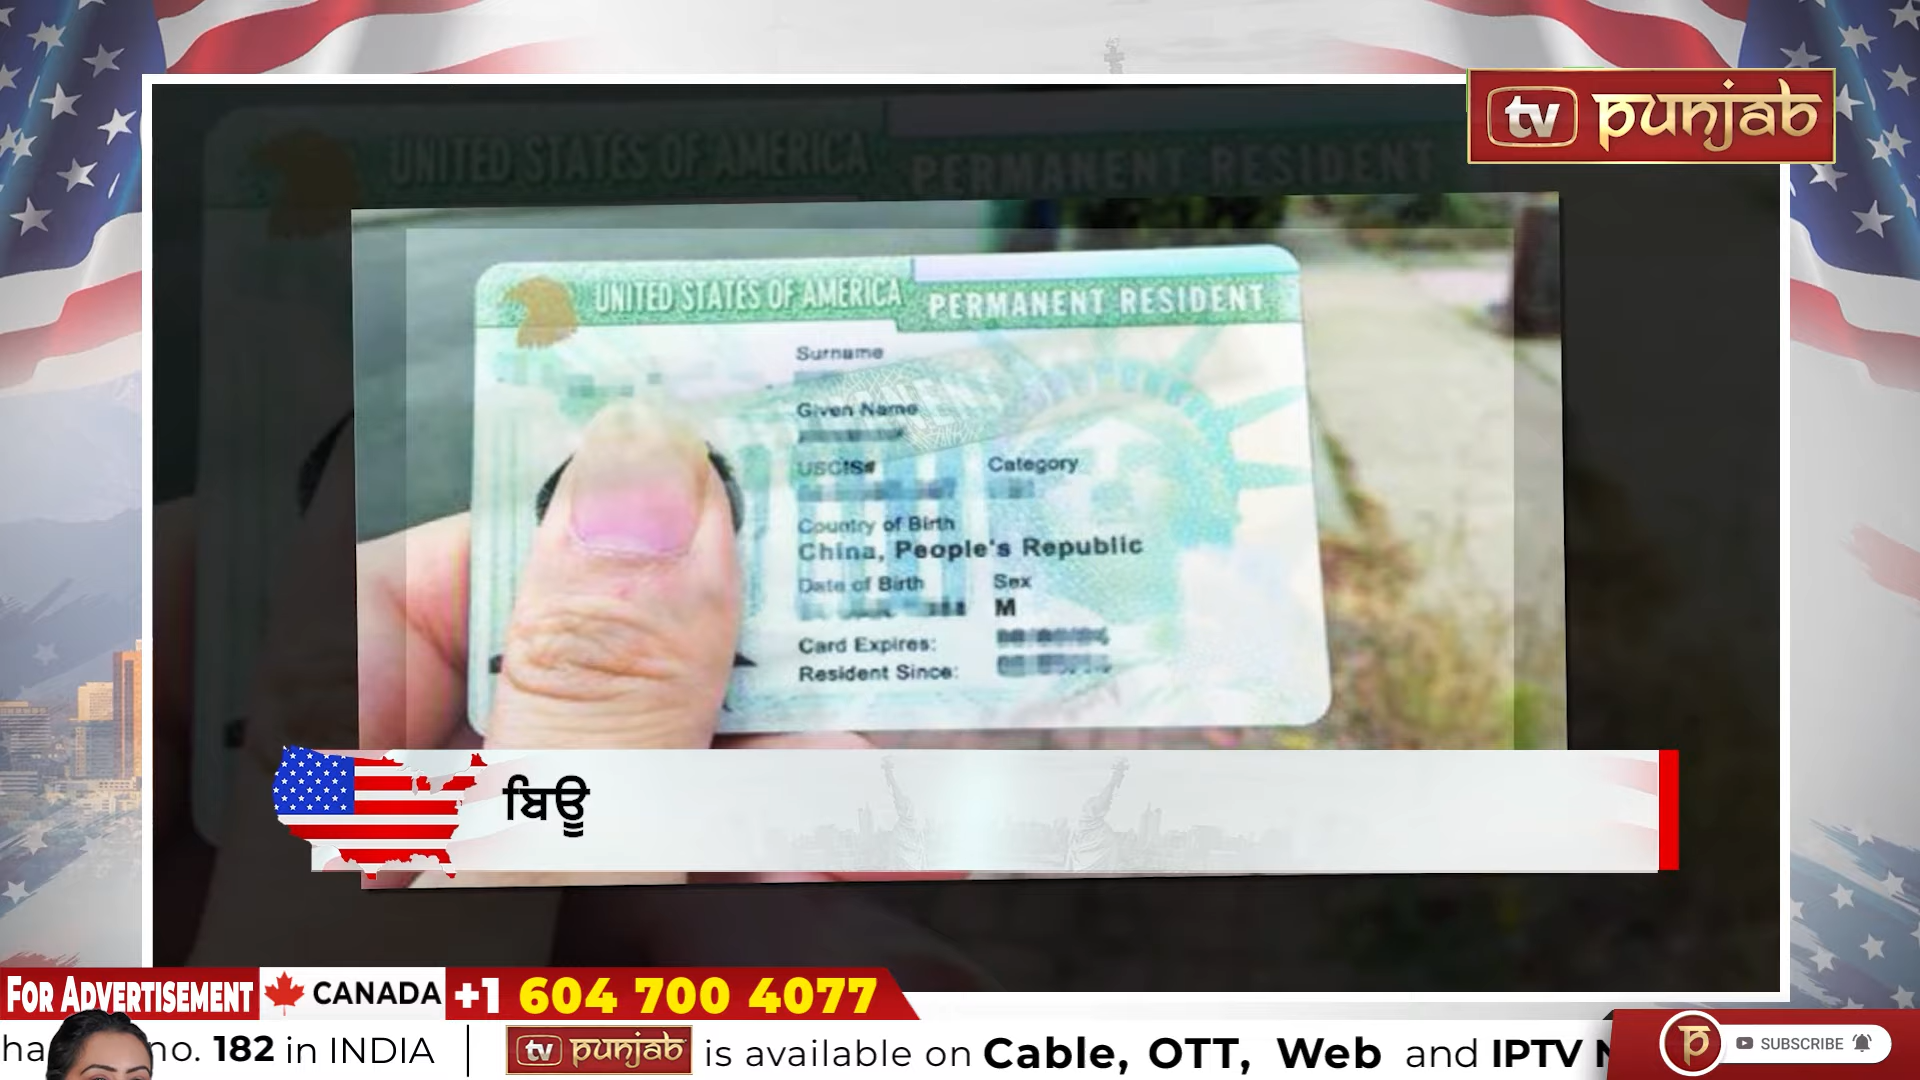 UNITED STATES OF AMERICA PERMANENT RESIDENT
tv punjab
UNITED STATES OF AMERICA PERMANENT RESIDENT
Surname
Given Name
USCIS# Category
Country of Birth
China, People's Republic
Date of Birth Sex
M
Card Expires:
Resident Since:
ਬਿਊ
FOR ADVERTISEMENT CANADA +1 604 700 4077
no. 182 in INDIA | tv punjab is available on Cable, OTT, Web and IPTV
SUBSCRIBE